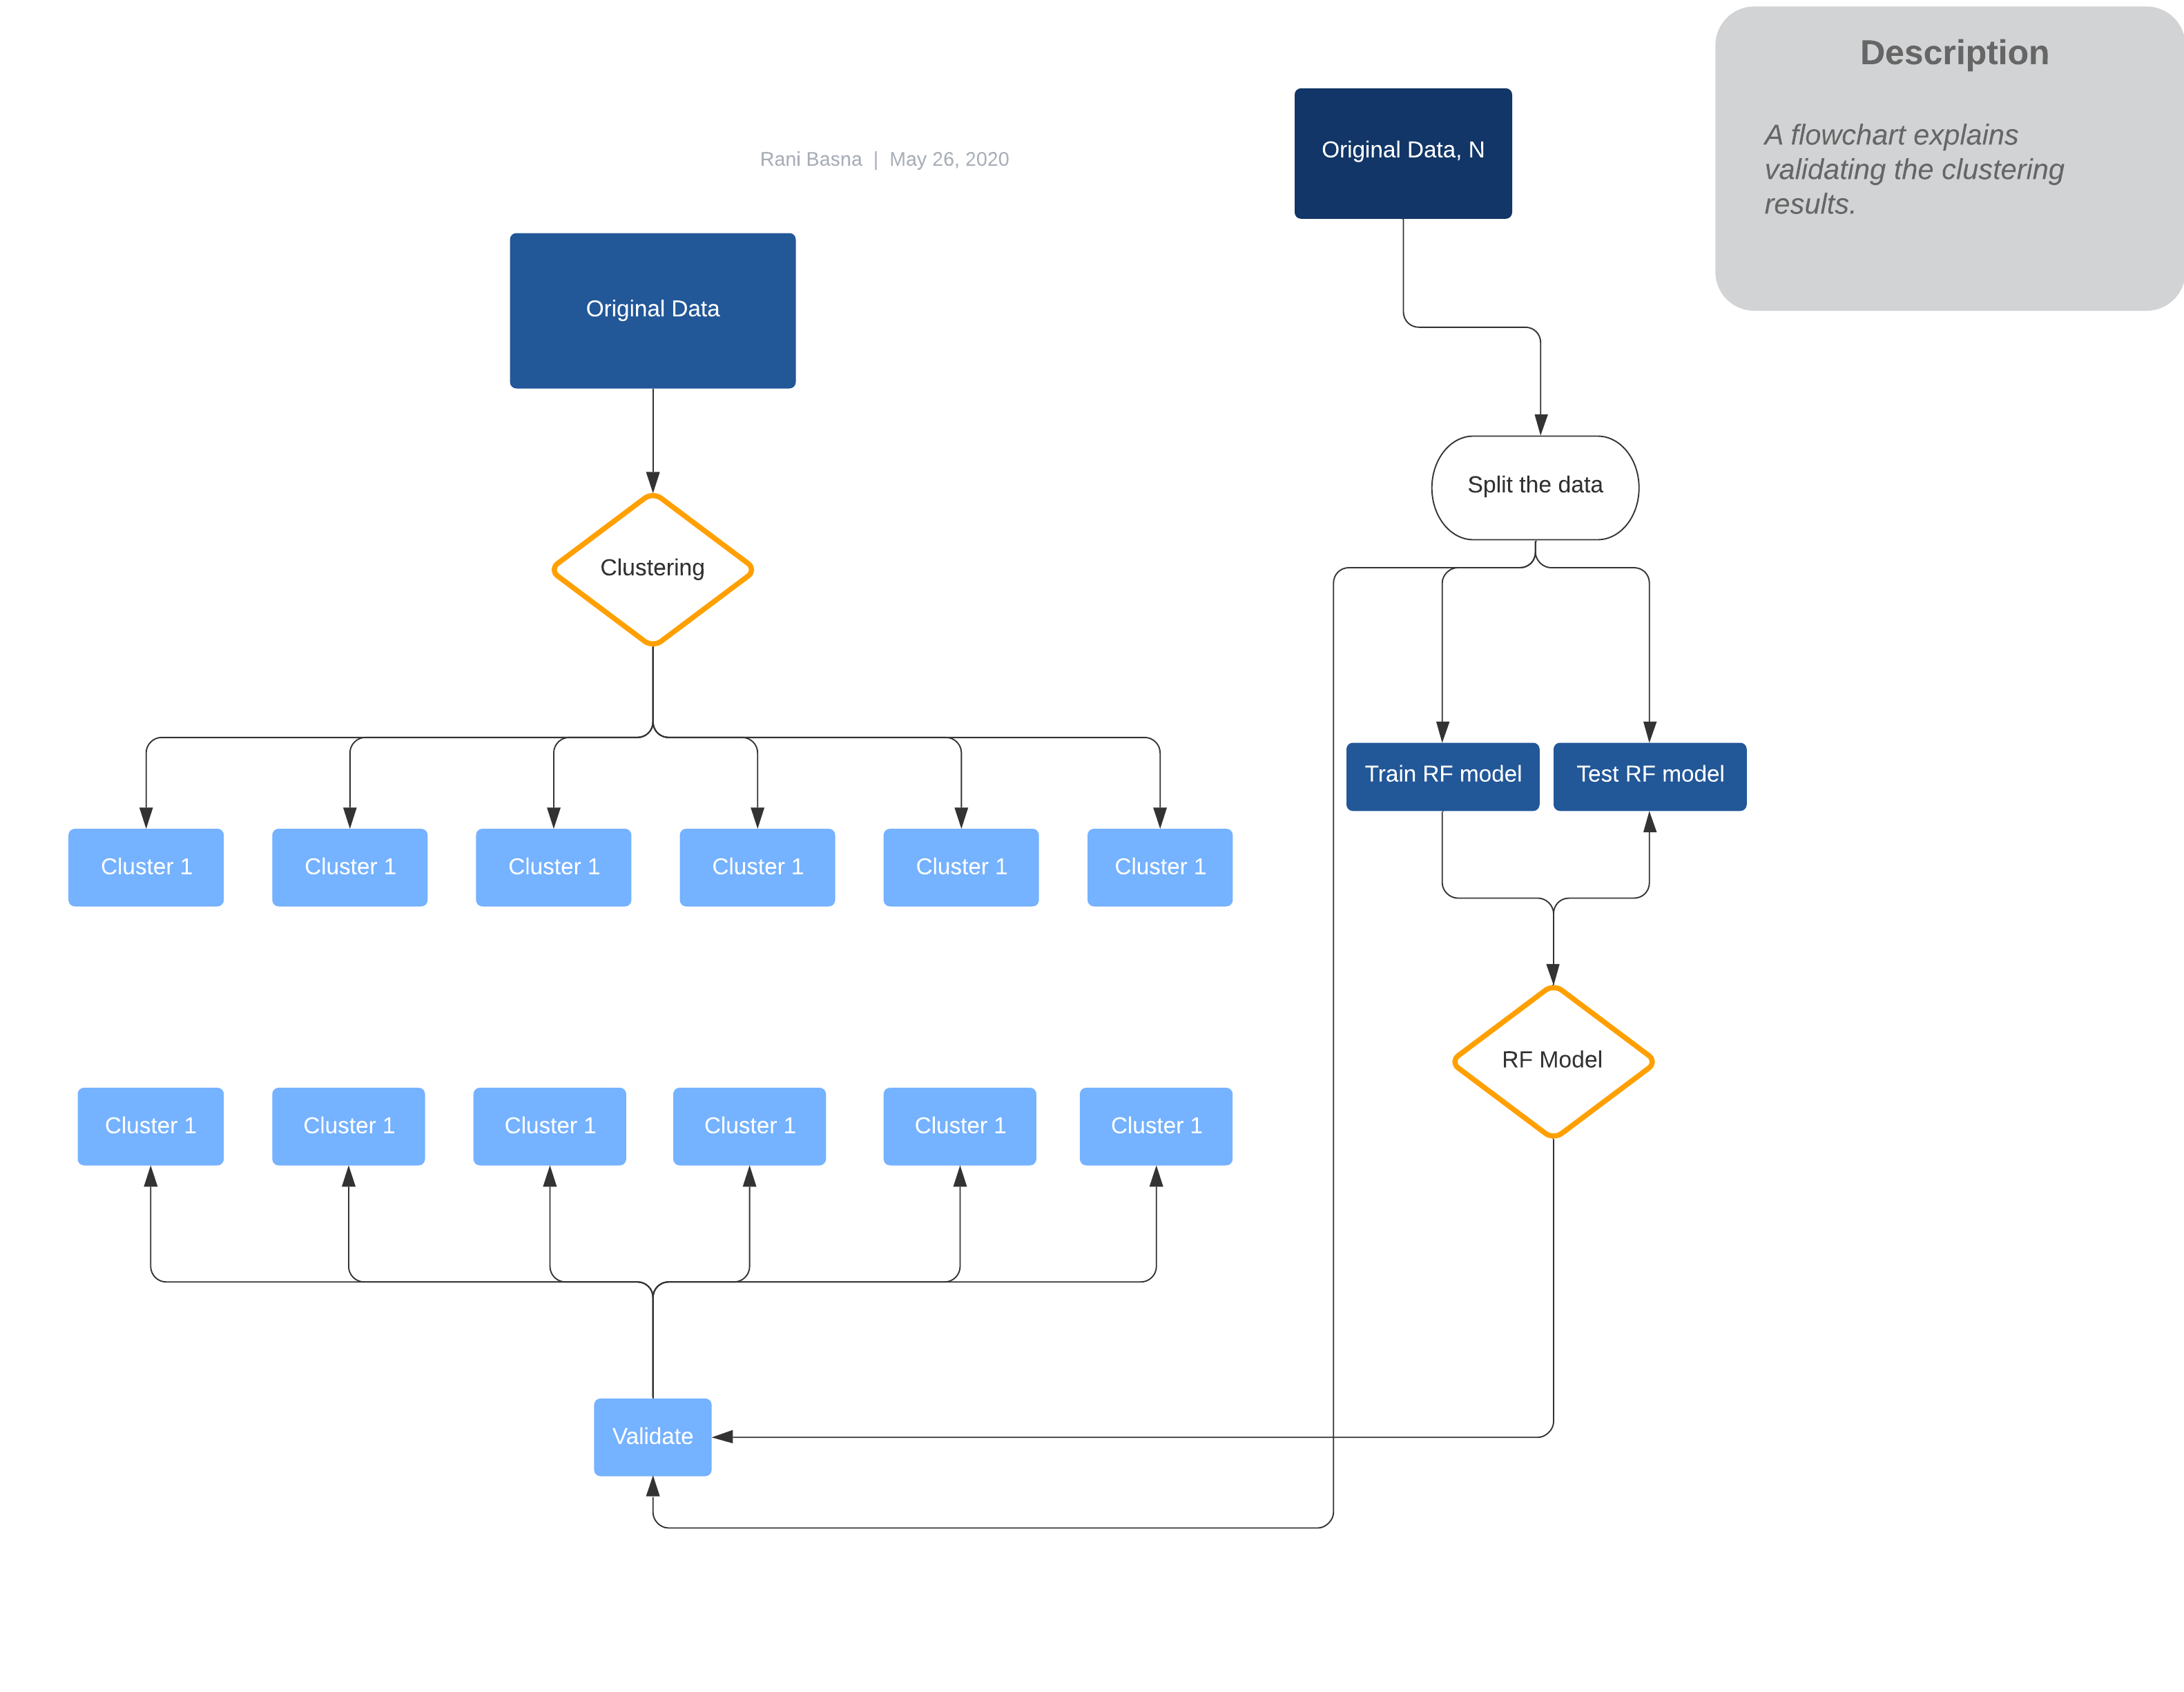 Description
A flowchart explains
validating the clustering
results.
Rani Basna | May 26, 2020
Original Data, N
Original Data
Split the data
Clustering
Train RF model
Test RF model
Cluster 1
Cluster 1
Cluster 1
Cluster 1
Cluster 1
Cluster 1
RF Model
Cluster 1
Cluster 1
Cluster 1
Cluster 1
Cluster 1
Cluster 1
Validate